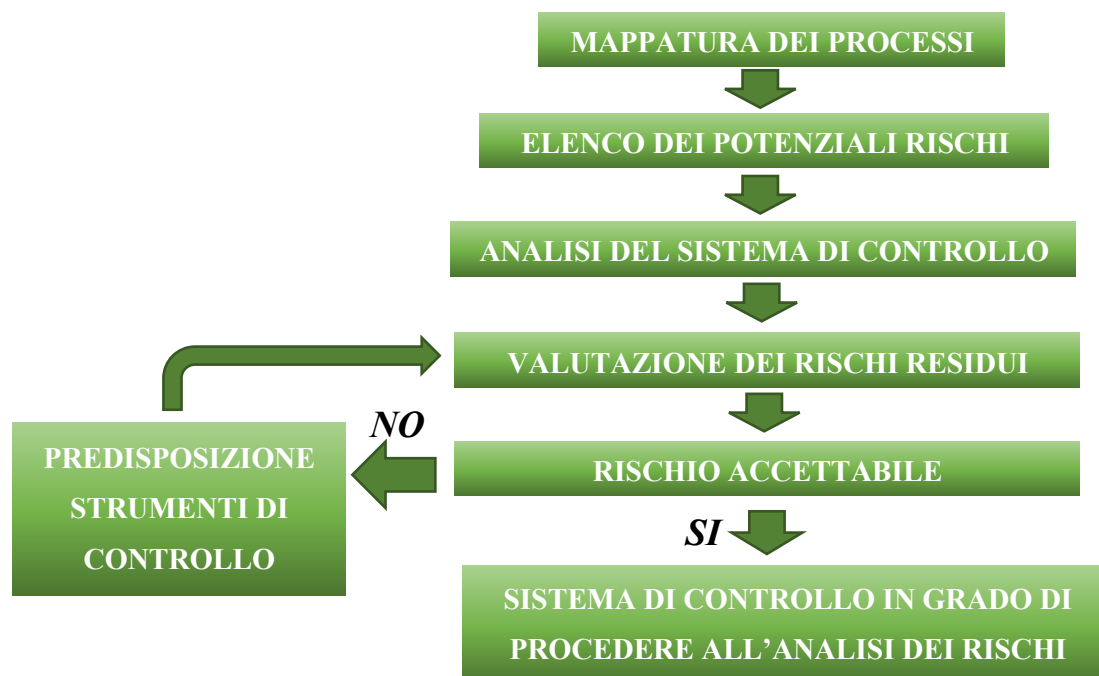 MAPPATURA DEI PROCESSI
ELENCO DEI POTENZIALI RISCHI
ANALISI DEL SISTEMA DI CONTROLLO
VALUTAZIONE DEI RISCHI RESIDUI
NO
PREDISPOSIZIONE
STRUMENTI DI
CONTROLLO
RISCHIO ACCETTABILE
SI
SISTEMA DI CONTROLLO IN GRADO DI
PROCEDERE ALL’ANALISI DEI RISCHI